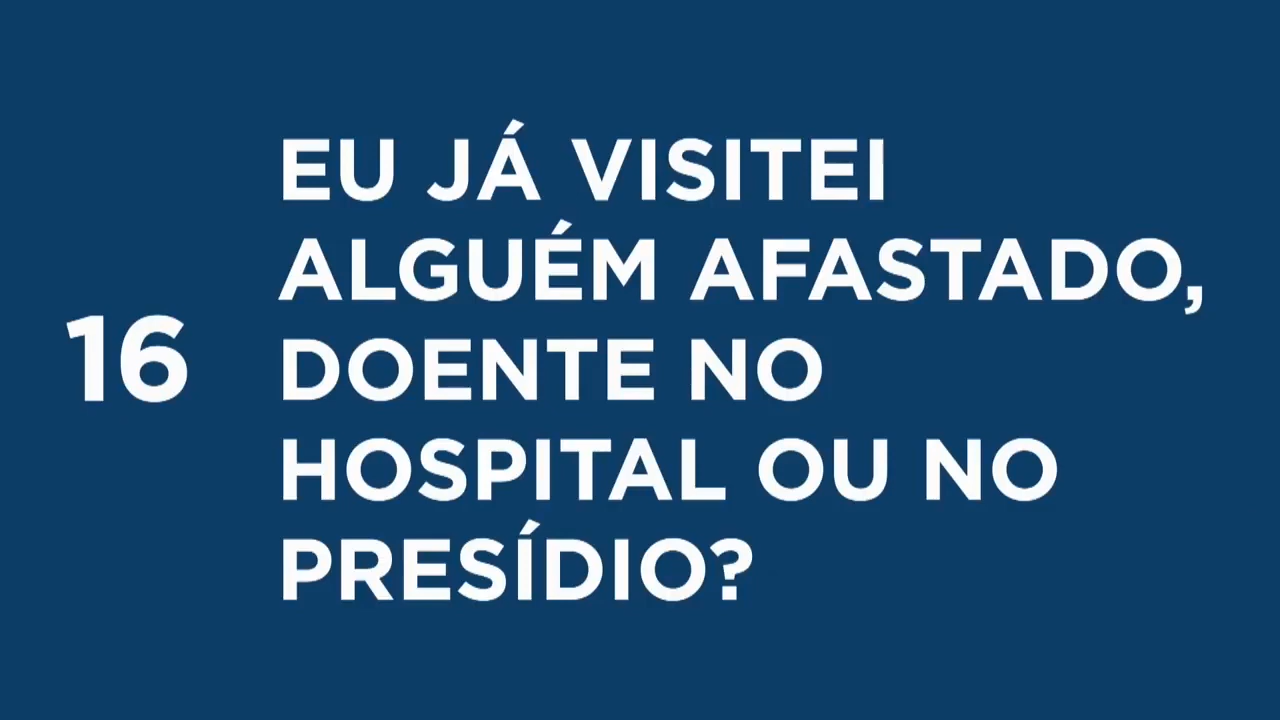 16
EU JÁ VISITEI
ALGUÉM AFASTADO,
DOENTE NO
HOSPITAL OU NO
PRESÍDIO?